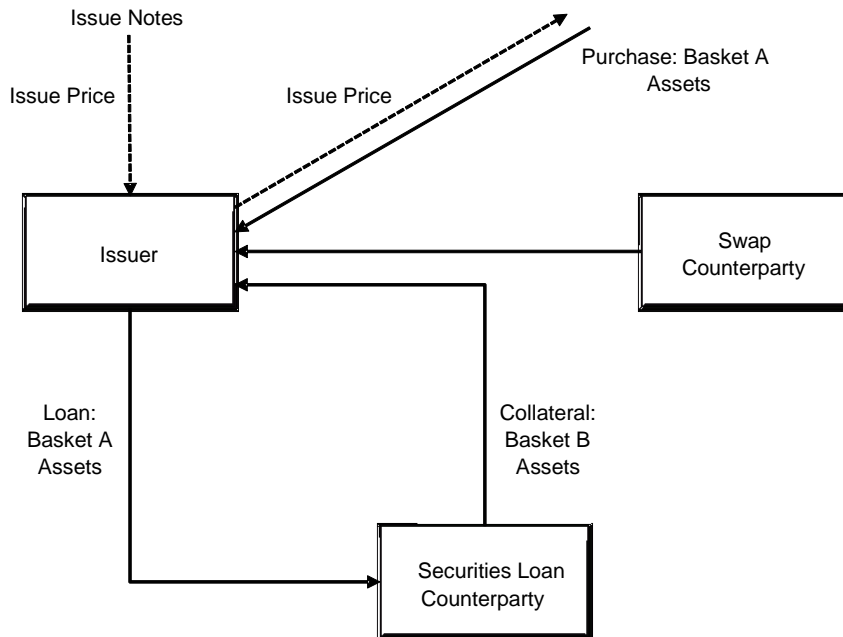 Issue Notes
Issue Price
Issue Price
Purchase: Basket A
Assets
Issuer
Swap
Counterparty
Loan:
Basket A
Assets
Collateral:
Basket B
Assets
Securities Loan
Counterparty